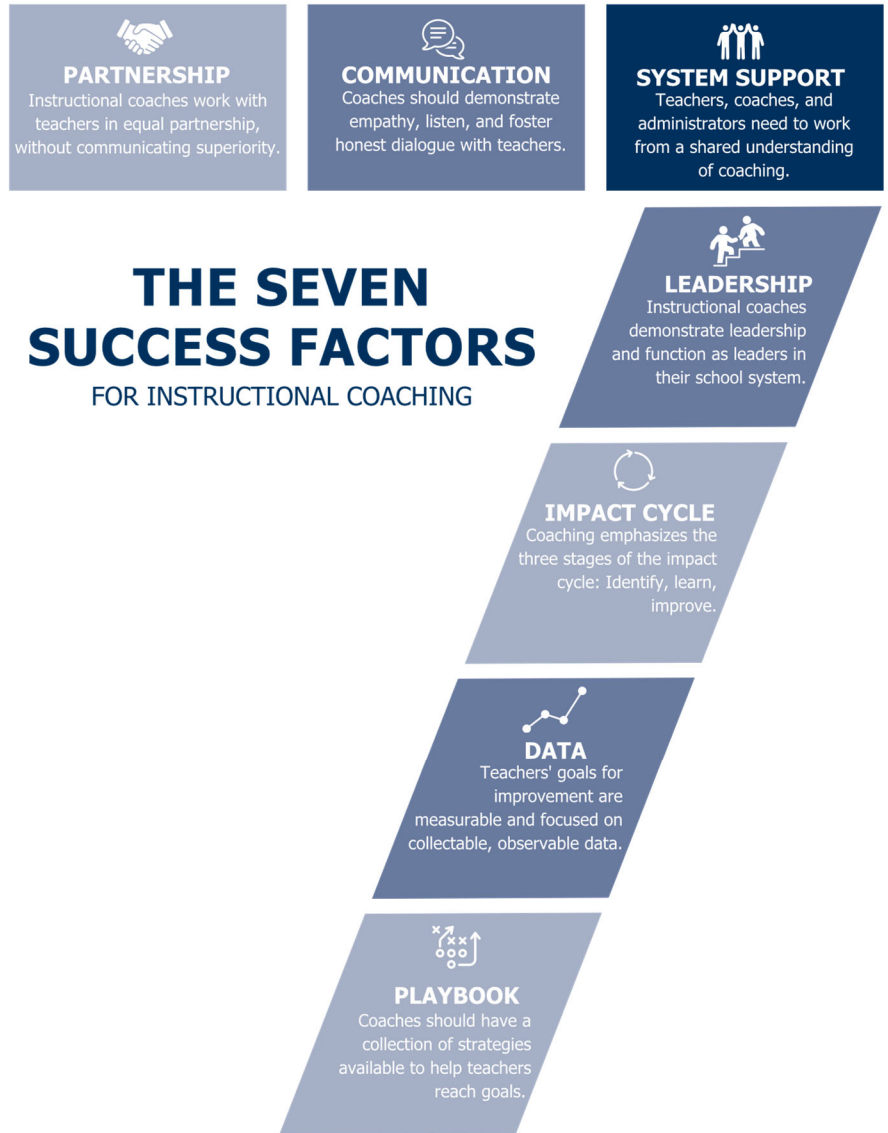 PARTNERSHIP
Instructional coaches work with
teachers in equal partnership,
without communicating superiority.
COMMUNICATION
Coaches should demonstrate
empathy, listen, and foster
honest dialogue with teachers.
SYSTEM SUPPORT
Teachers, coaches, and
administrators need to work
from a shared understanding
of coaching.
THE SEVEN
SUCCESS FACTORS
FOR INSTRUCTIONAL COACHING
LEADERSHIP
Instructional coaches
demonstrate leadership
and function as leaders in
their school system.
IMPACT CYCLE
Coaching emphasizes the
three stages of the impact
cycle: Identify, learn,
improve.
DATA
Teachers' goals for
improvement are
measurable and focused on
collectable, observable data.
PLAYBOOK
Coaches should have a
collection of strategies
available to help teachers
reach goals.